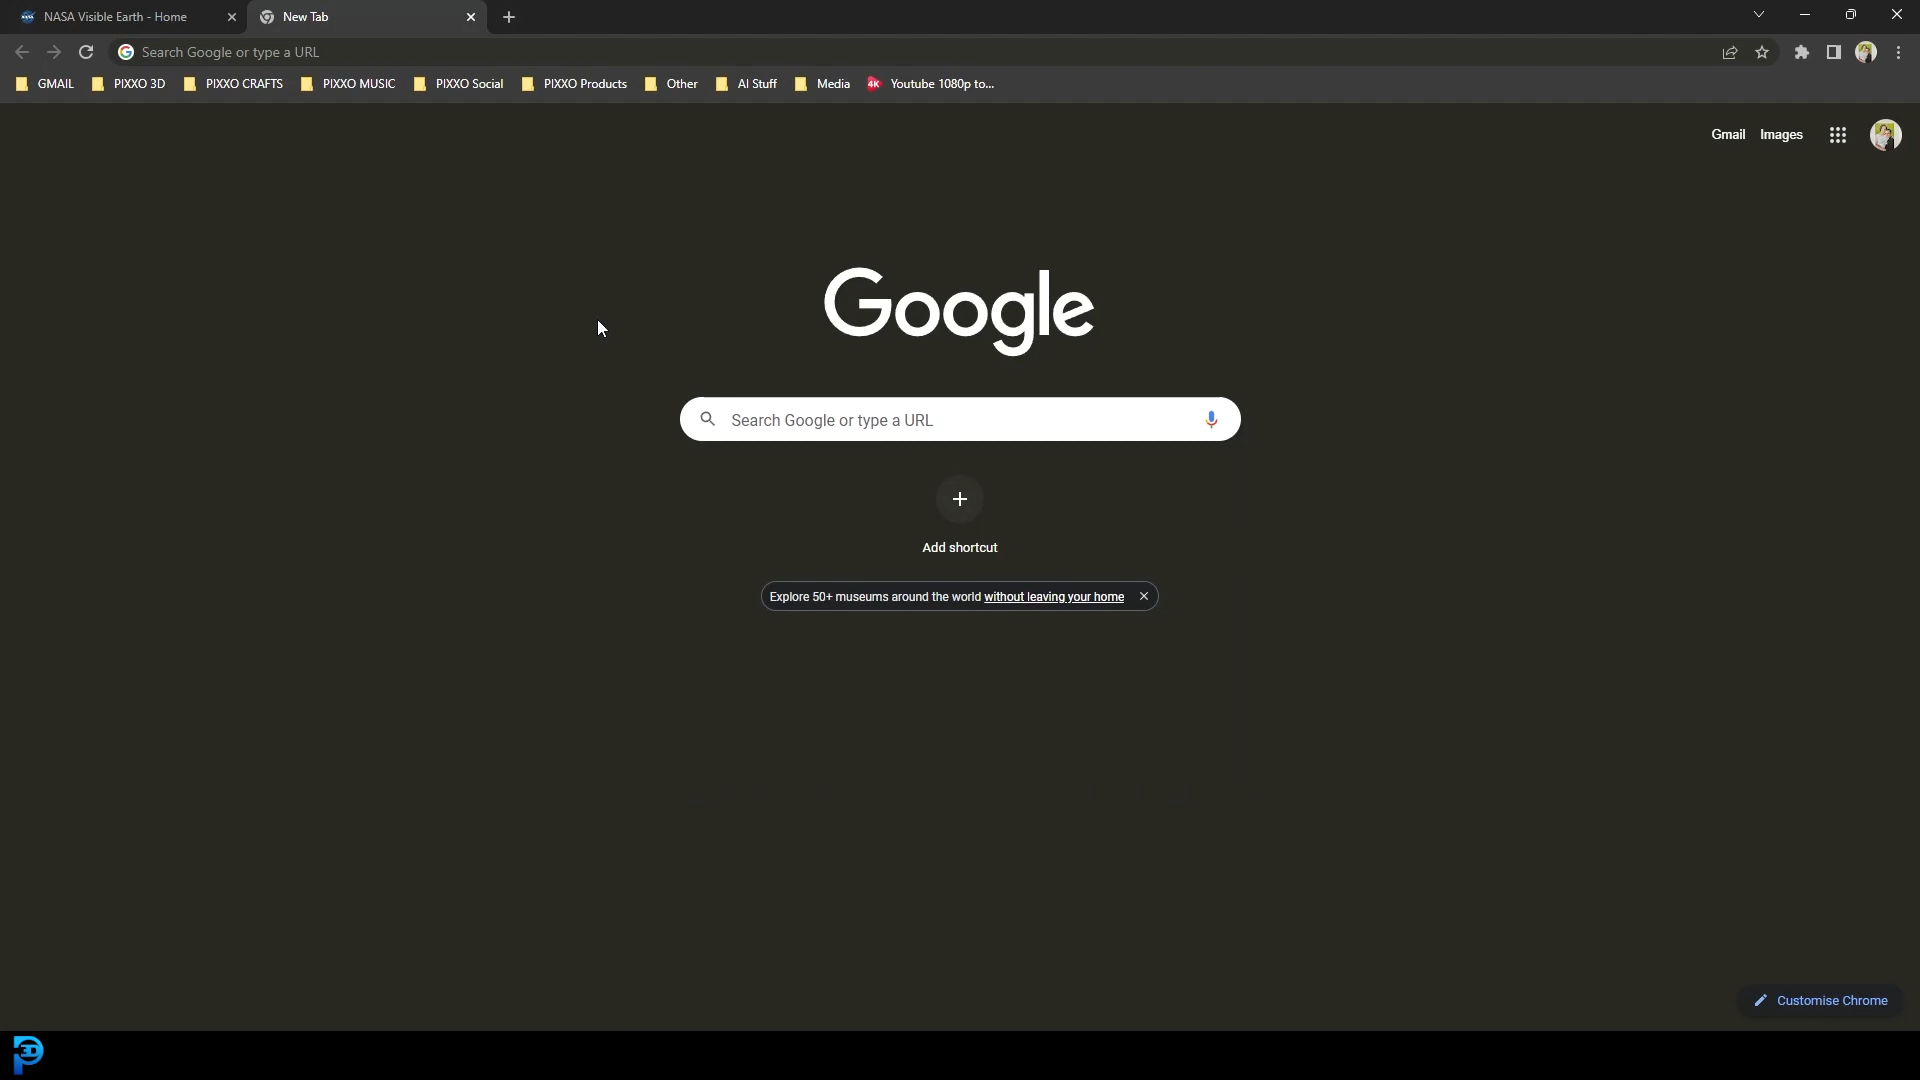 NASA Visible Earth - Home
New Tab
Search Google or type a URL
GMAIL PIXXO 3D PIXXO CRAFTS PIXXO MUSIC PIXXO Social PIXXO Products Other AI Stuff Media 4K Youtube 1080p to...
Gmail Images
Google
Search Google or type a URL
Add shortcut
Explore 50+ museums around the world without leaving your home
Customise Chrome
3D